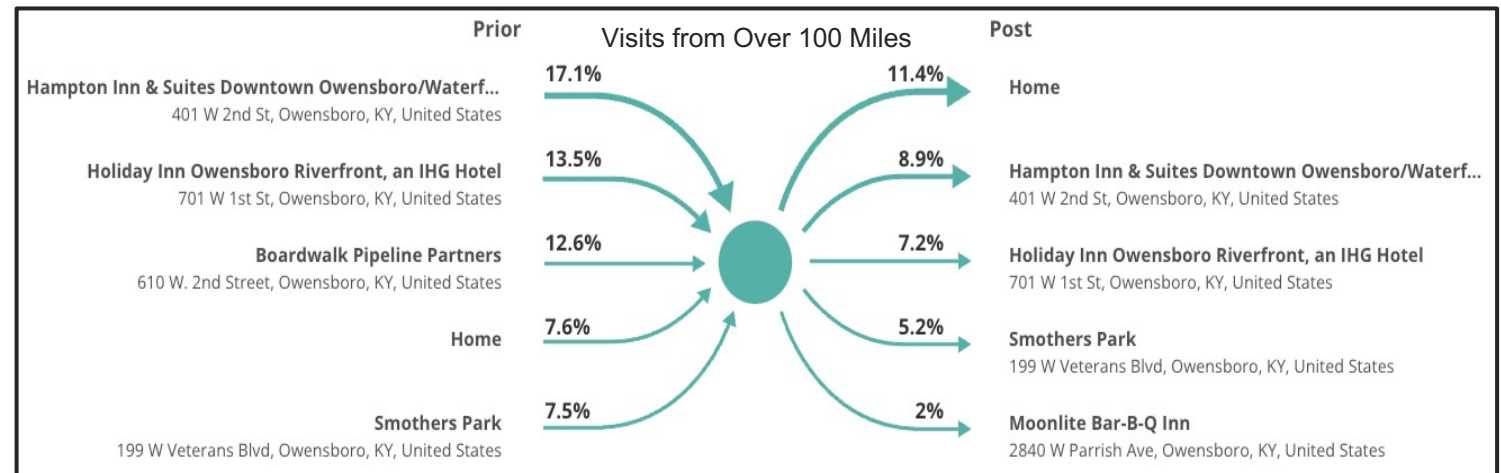 Prior
Visits from Over 100 Miles
Post
17.1%
Hampton Inn & Suites Downtown Owensboro/Waterf...
401 W 2nd St, Owensboro, KY, United States
11.4%
Home
13.5%
Holiday Inn Owensboro Riverfront, an IHG Hotel
701 W 1st St, Owensboro, KY, United States
8.9%
Hampton Inn & Suites Downtown Owensboro/Waterf...
401 W 2nd St, Owensboro, KY, United States
12.6%
Boardwalk Pipeline Partners
610 W. 2nd Street, Owensboro, KY, United States
7.2%
Holiday Inn Owensboro Riverfront, an IHG Hotel
701 W 1st St, Owensboro, KY, United States
7.6%
Home
5.2%
Smothers Park
199 W Veterans Blvd, Owensboro, KY, United States
7.5%
Smothers Park
199 W Veterans Blvd, Owensboro, KY, United States
2%
Moonlite Bar-B-Q Inn
2840 W Parrish Ave, Owensboro, KY, United States